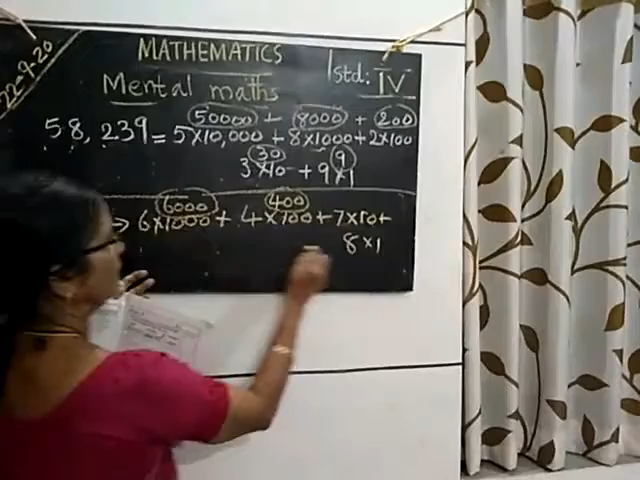 22-9-20
MATHEMATICS
Mental maths
Istd: IV
50000 + 8000 + 200
58,239 = 5×10,000 + 8×1000 + 2×100
30 9
3×10 + 9×1
6000 400
⇒ 6×1000 + 4×100 + 7×10 +
8×1